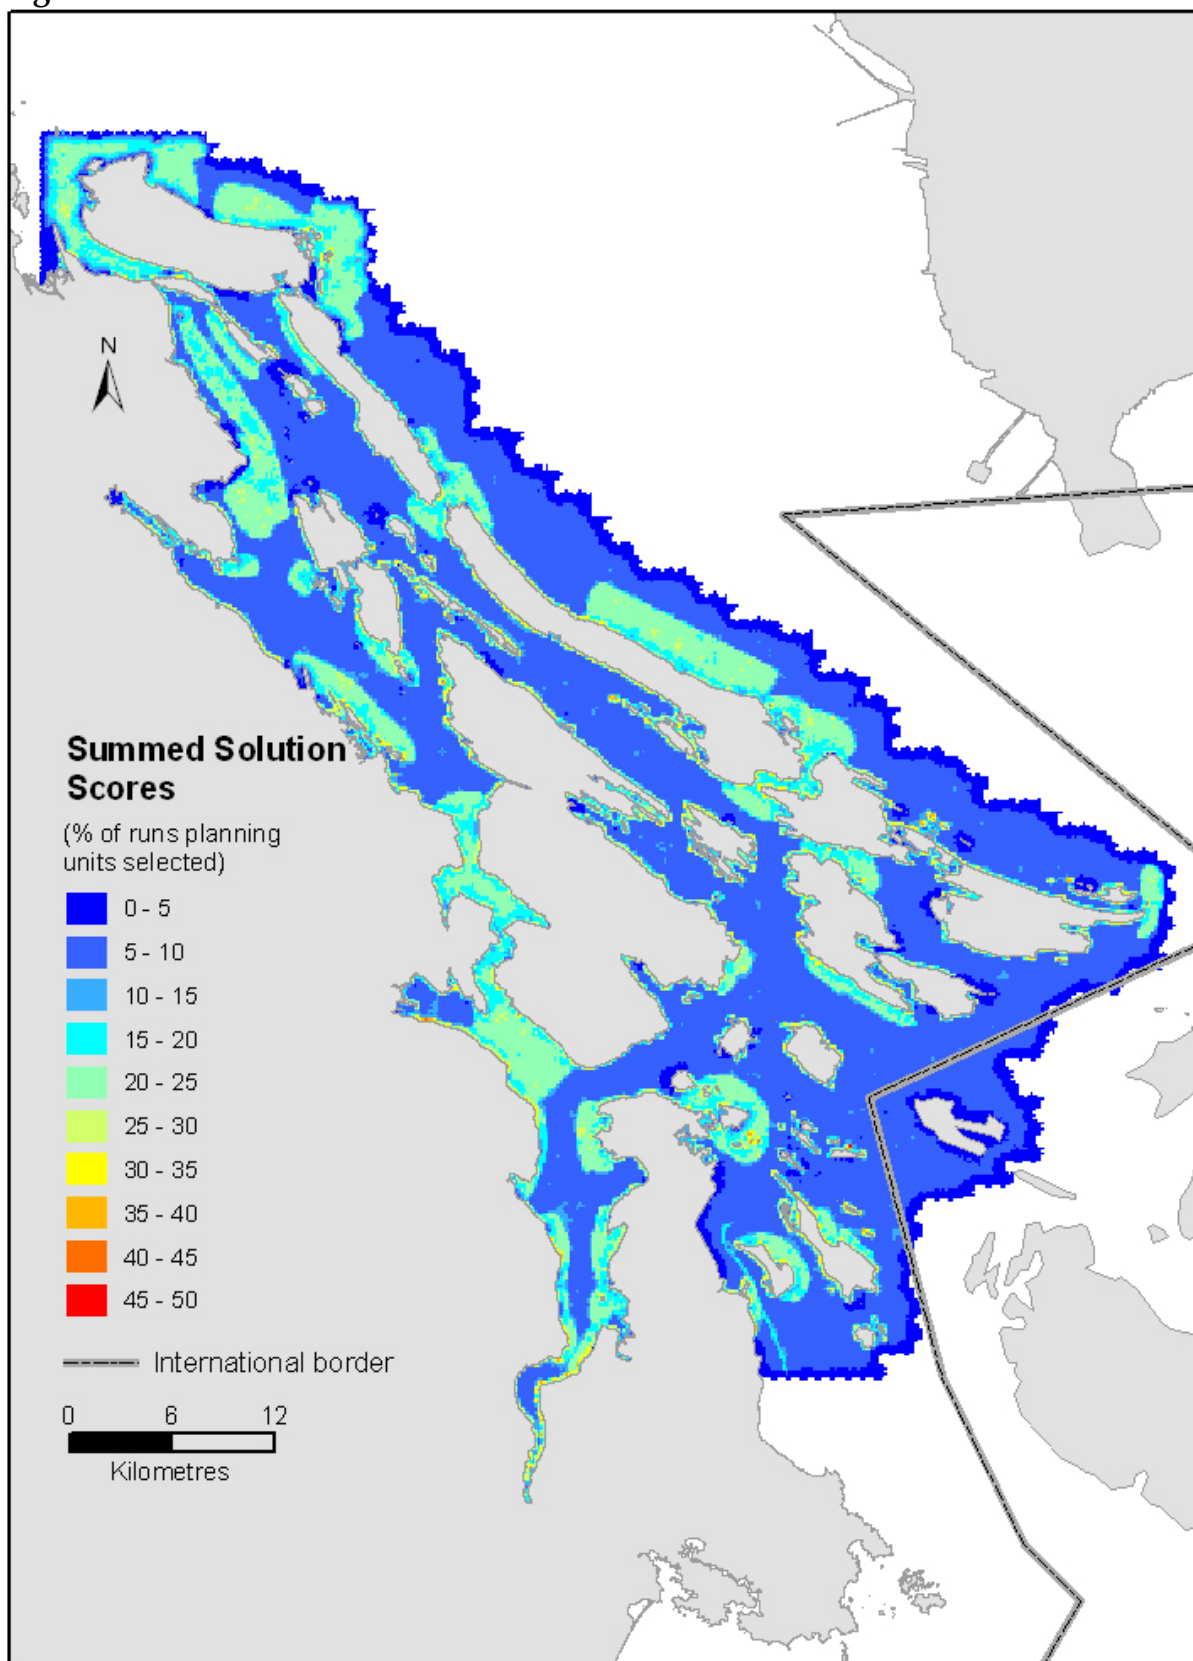 N
Summed Solution
Scores
(% of runs planning
units selected)
0 - 5
5 - 10
10 - 15
15 - 20
20 - 25
25 - 30
30 - 35
35 - 40
40 - 45
45 - 50
International border
0 6 12
Kilometres